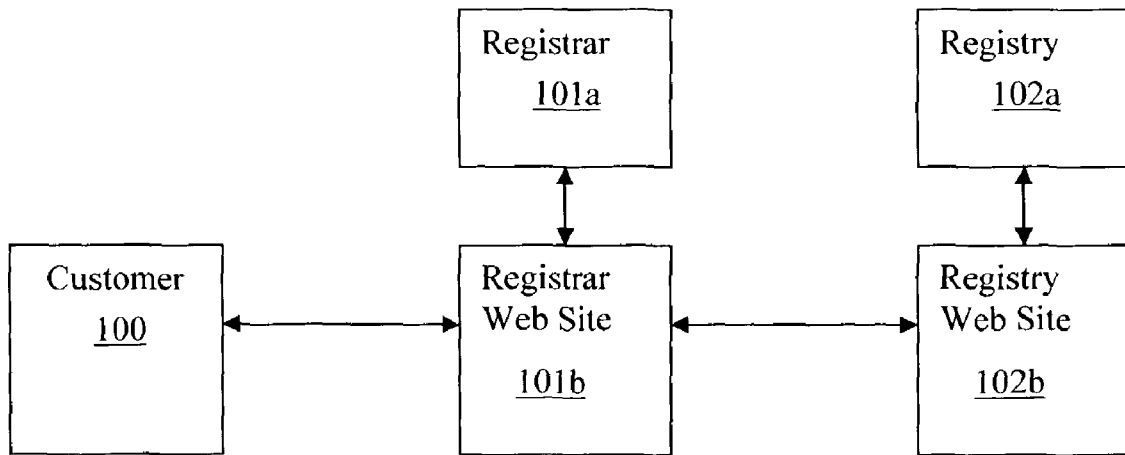 Registrar
101a
Registry
102a
Customer
100
Registrar
Web Site
101b
Registry
Web Site
102b